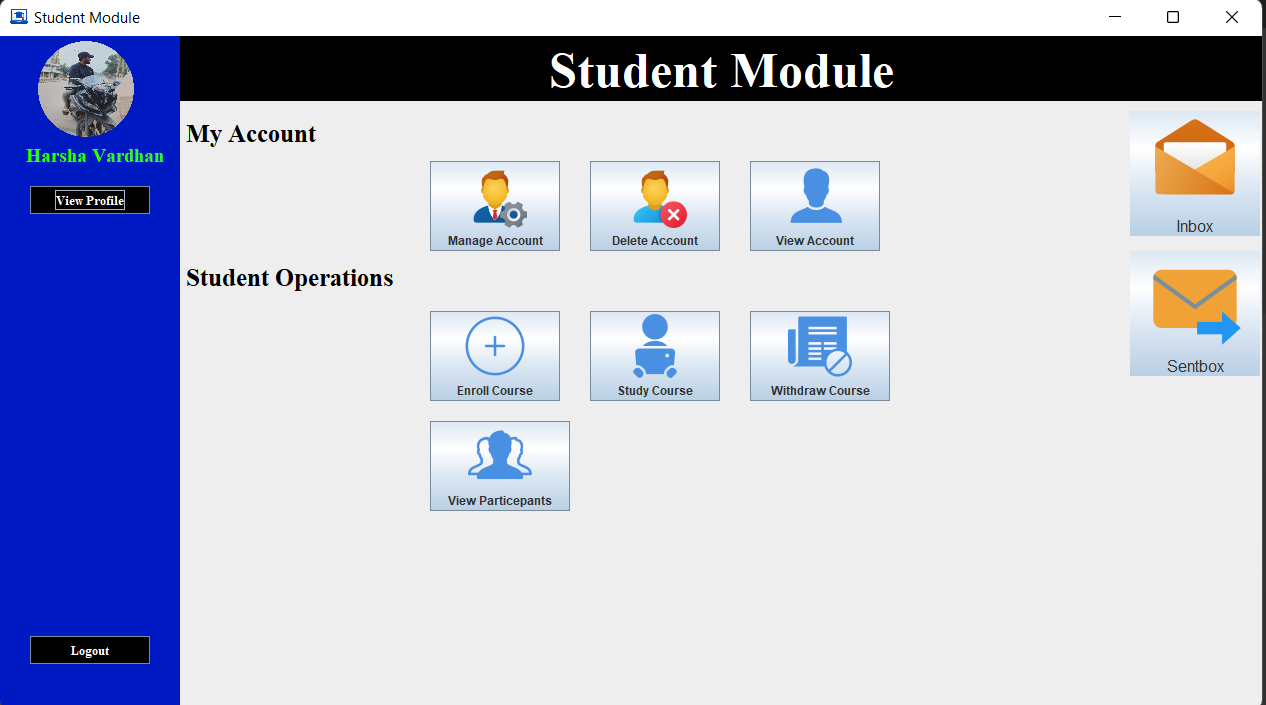 Student Module
Student Module
Harsha Vardhan
View Profile
Logout
My Account
Manage Account
Delete Account
View Account
Student Operations
Enroll Course
Study Course
Withdraw Course
View Particepants
Inbox
Sentbox